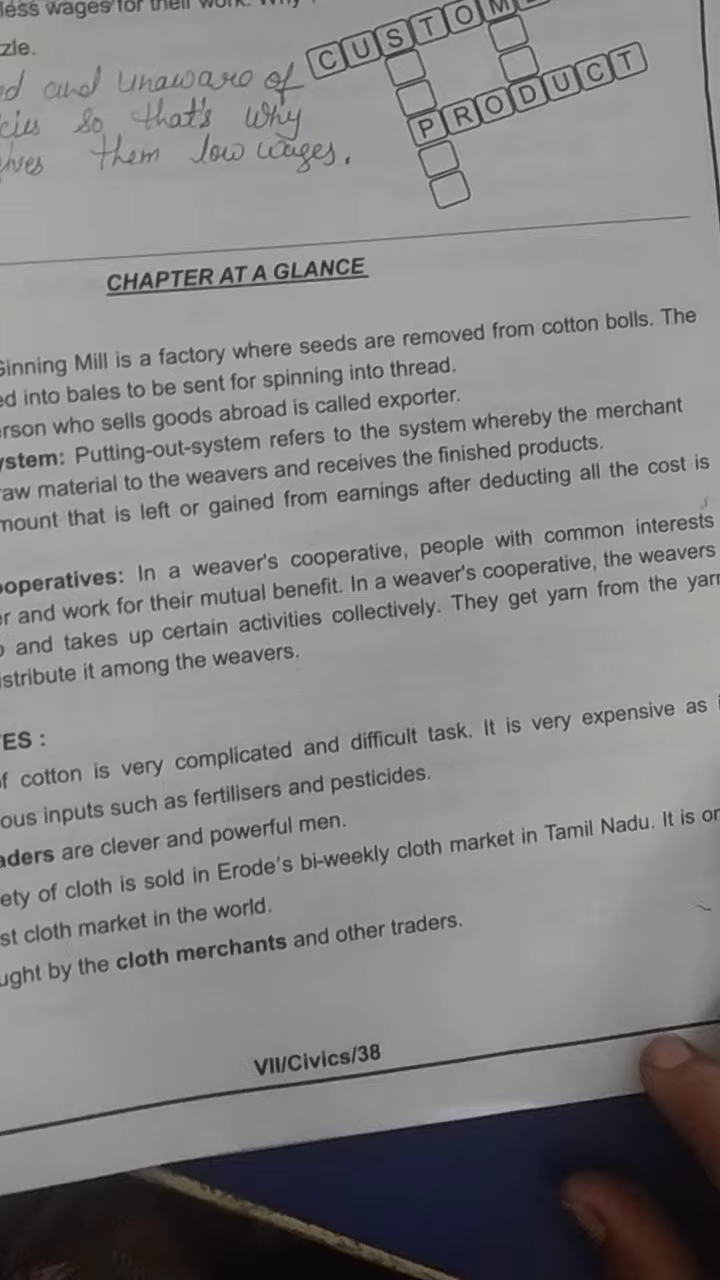 less wages for their work.
zle.
ed and unaware of
cies so that's why
them low wages.
CUSTOME
PRODUCT
CHAPTER AT A GLANCE
Ginning Mill is a factory where seeds are removed from cotton bolls. The
ed into bales to be sent for spinning into thread.
erson who sells goods abroad is called exporter.
ystem: Putting-out-system refers to the system whereby the merchant
raw material to the weavers and receives the finished products.
mount that is left or gained from earnings after deducting all the cost is
ooperatives: In a weaver's cooperative, people with common interests
er and work for their mutual benefit. In a weaver's cooperative, the weavers
and takes up certain activities collectively. They get yarn from the yarn
istribute it among the weavers.
TES :
of cotton is very complicated and difficult task. It is very expensive as i
ous inputs such as fertilisers and pesticides.
aders are clever and powerful men.
ety of cloth is sold in Erode's bi-weekly cloth market in Tamil Nadu. It is on
st cloth market in the world.
ught by the cloth merchants and other traders.
VII/Civics/38